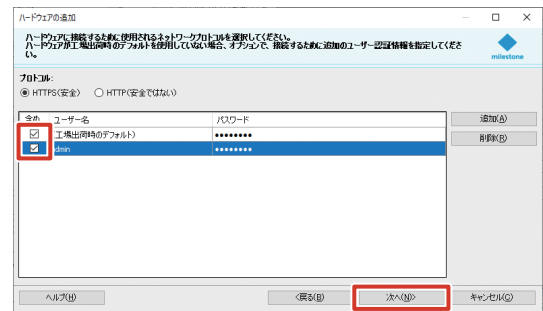 ハードウェアの追加
ハードウェアに接続するために使用されるネットワークプロトコルを選択してください。
ハードウェアが工場出荷時のデフォルトを使用していない場合、オプションで、接続するために追加のユーザー認証情報を指定してくださ
い。
milestone
プロトコル:
HTTPS(安全) HTTP(安全ではない)
含め ユーザー名 パスワード
工場出荷時のデフォルト) ••••••••
dmin ••••••••
追加(A)
削除(R)
ヘルプ(H) <戻る(B) 次へ(N)> キャンセル(C)